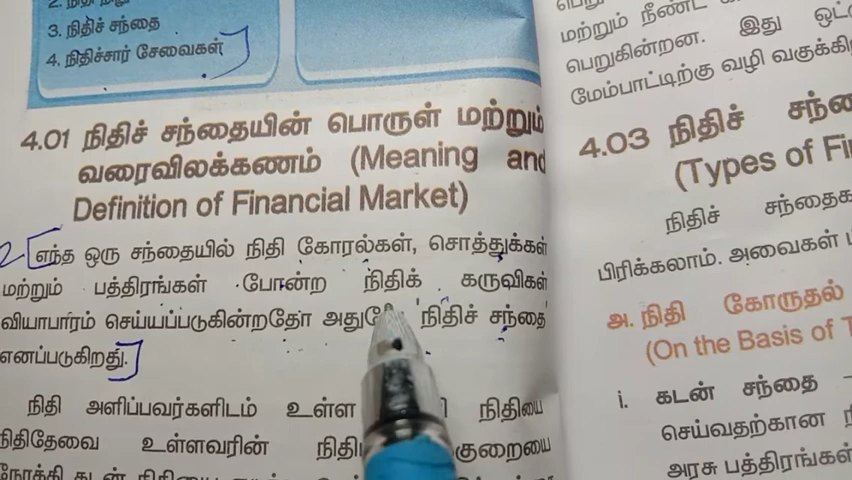 3. நிதிச் சந்தை
4. நிதிச்சார் சேவைகள்
4.01 நிதிச் சந்தையின் பொருள் மற்றும்
வரைவிலக்கணம் (Meaning and
Definition of Financial Market)
2 எந்த ஒரு சந்தையில் நிதி கோரல்கள், சொத்துக்கள்
மற்றும் பத்திரங்கள் போன்ற நிதிக் கருவிகள்
வியாபாரம் செய்யப்படுகின்றதோ அதுவே 'நிதிச் சந்தை'
எனப்படுகிறது.
நிதி அளிப்பவர்களிடம் உள்ள நிதியை
நிதிதேவை உள்ளவரின் குறையை
மற்றும் நீண்ட
பெறுகின்றன. இது
மேம்பாட்டிற்கு வழி
4.03 நிதிச்
(Types of
நிதிச்
பிரிக்கலாம். அவைகள்
அ. நிதி கோருதல்
(On the Basis of
i. கடன் சந்தை –
செய்வதற்கான
அரசு பத்திரங்கள்